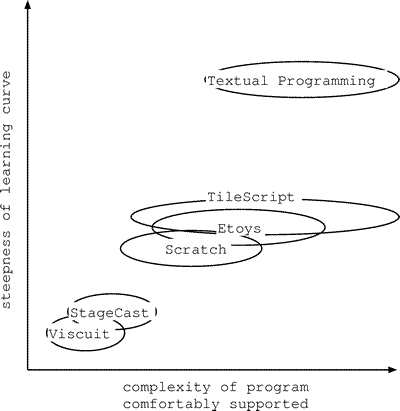 Textual Programming
steepness of learning curve
TileScript
Etoys
Scratch
StageCast
Viscuit
complexity of program
comfortably supported